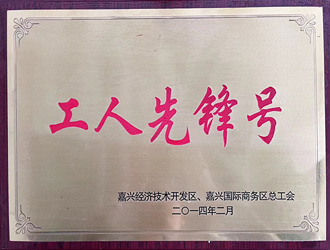 工人先锋号
嘉兴经济技术开发区、嘉兴国际商务区总工会
二〇一四年二月